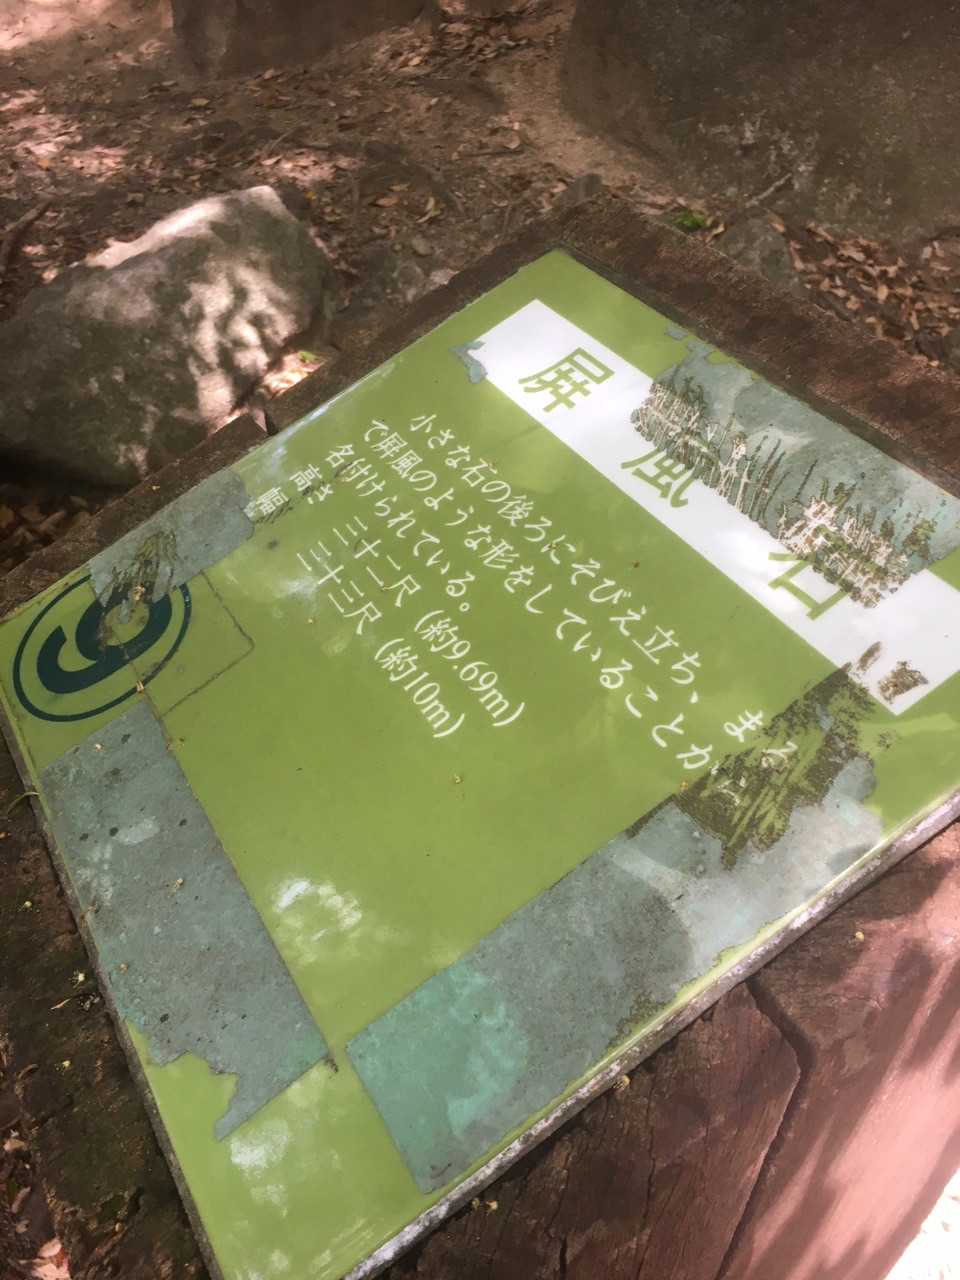 屏風石
小さな石の後ろにそびえ立ち、まる
で屏風のような形をしていることから
名付けられている。
高さ 三十二尺 (約9.69m)
幅 三十三尺 (約10m)
9